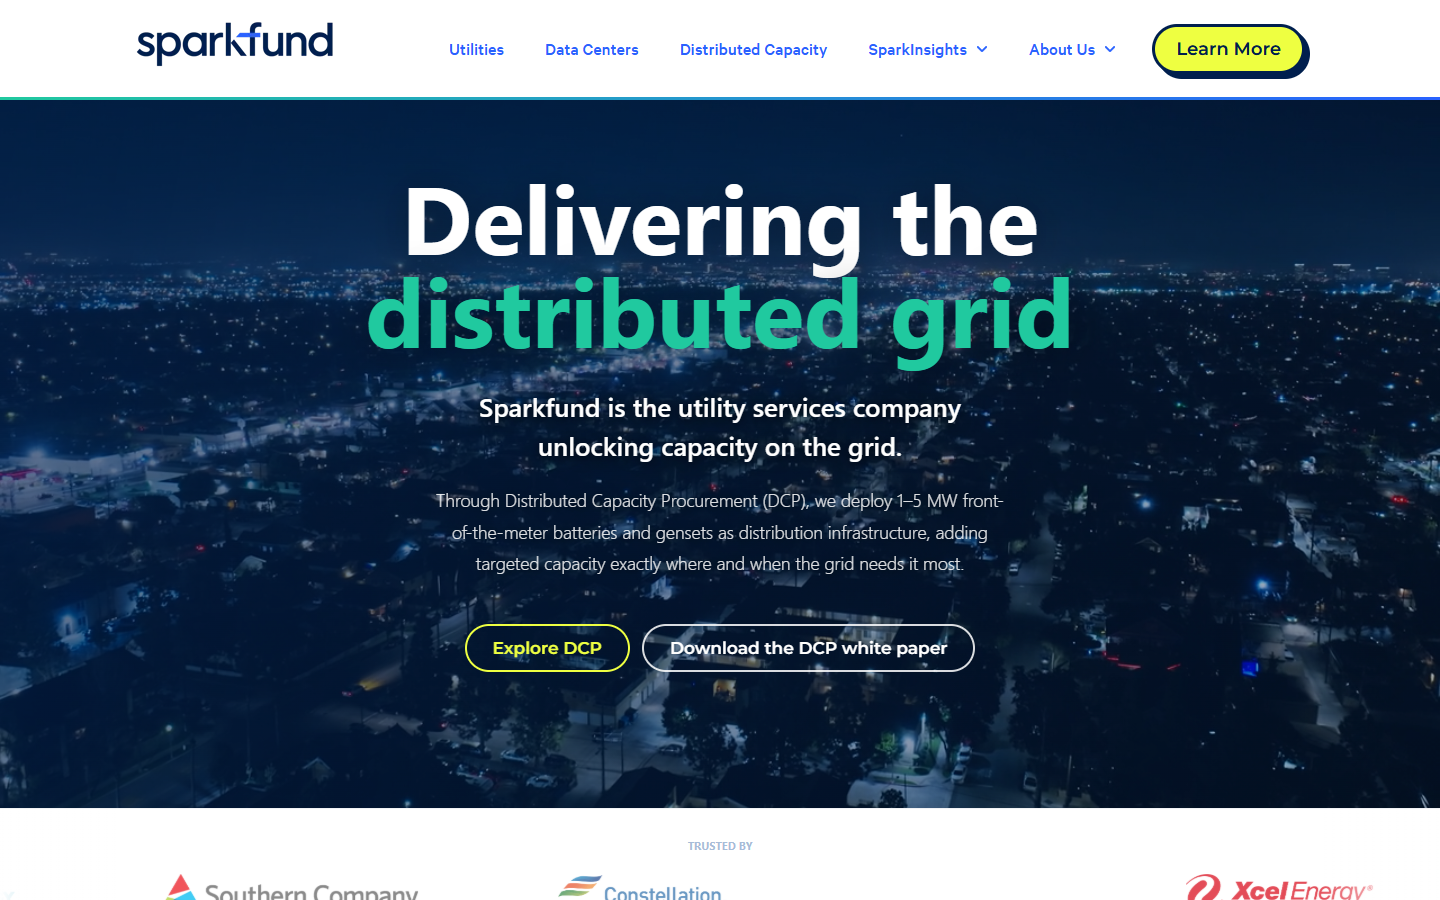 sparkfund
Utilities
Data Centers
Distributed Capacity
SparkInsights
About Us
Learn More
Delivering the
distributed grid
Sparkfund is the utility services company
unlocking capacity on the grid.
Through Distributed Capacity Procurement (DCP), we deploy 1–5 MW front-
of-the-meter batteries and gensets as distribution infrastructure, adding
targeted capacity exactly where and when the grid needs it most.
Explore DCP
Download the DCP white paper
TRUSTED BY
Southern Company
Constellation
Xcel Energy®